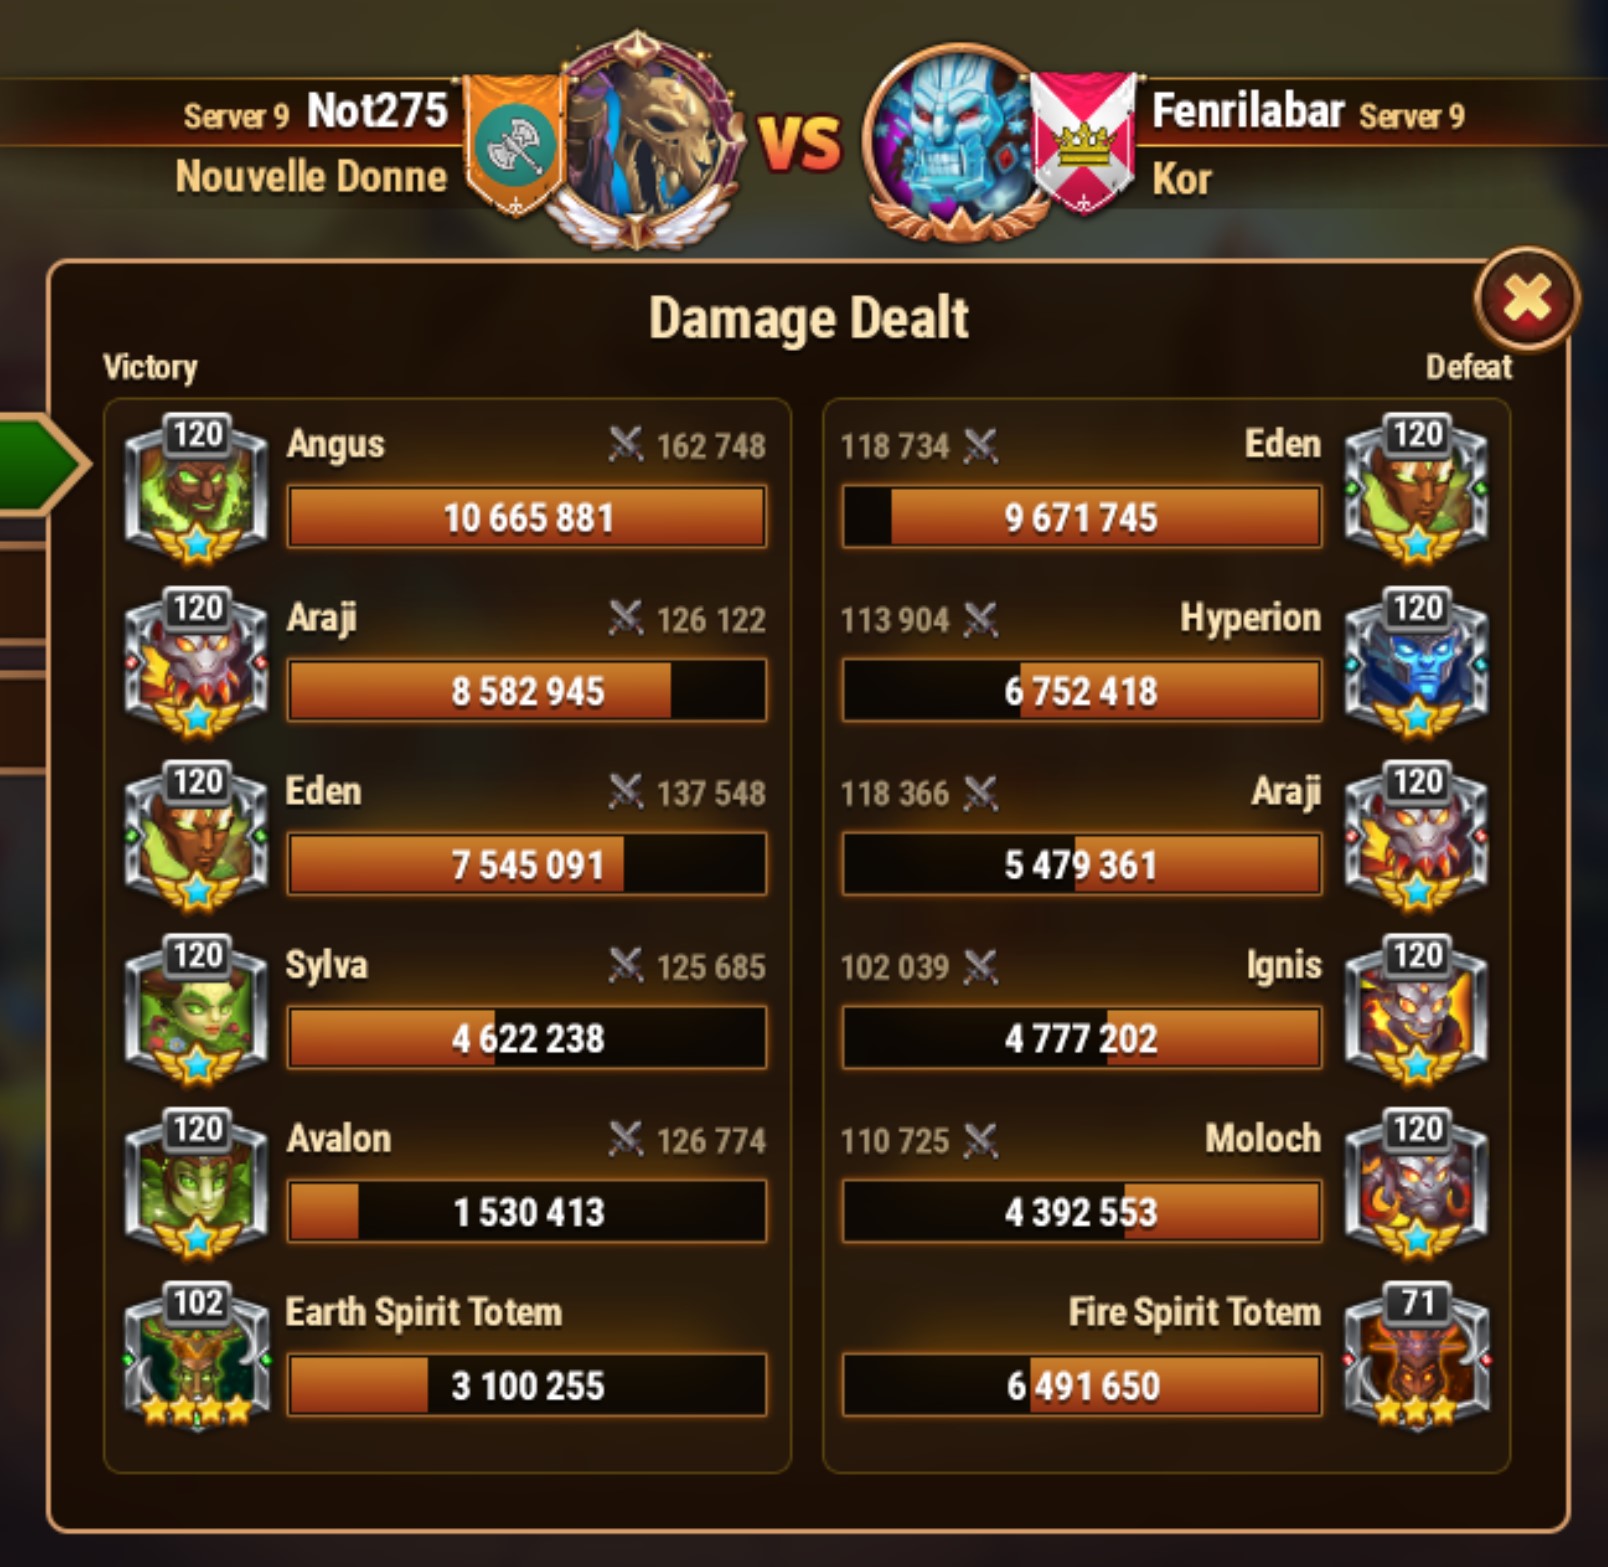 Server 9 Not275
Nouvelle Donne
VS
Fenrilabar Server 9
Kor
Damage Dealt
Victory
Defeat
120 Angus 162 748
10 665 881
120 Araji 126 122
8 582 945
120 Eden 137 548
7 545 091
120 Sylva 125 685
4 622 238
120 Avalon 126 774
1 530 413
102 Earth Spirit Totem
3 100 255
118 734 Eden 120
9 671 745
113 904 Hyperion 120
6 752 418
118 366 Araji 120
5 479 361
102 039 Ignis 120
4 777 202
110 725 Moloch 120
4 392 553
Fire Spirit Totem 71
6 491 650